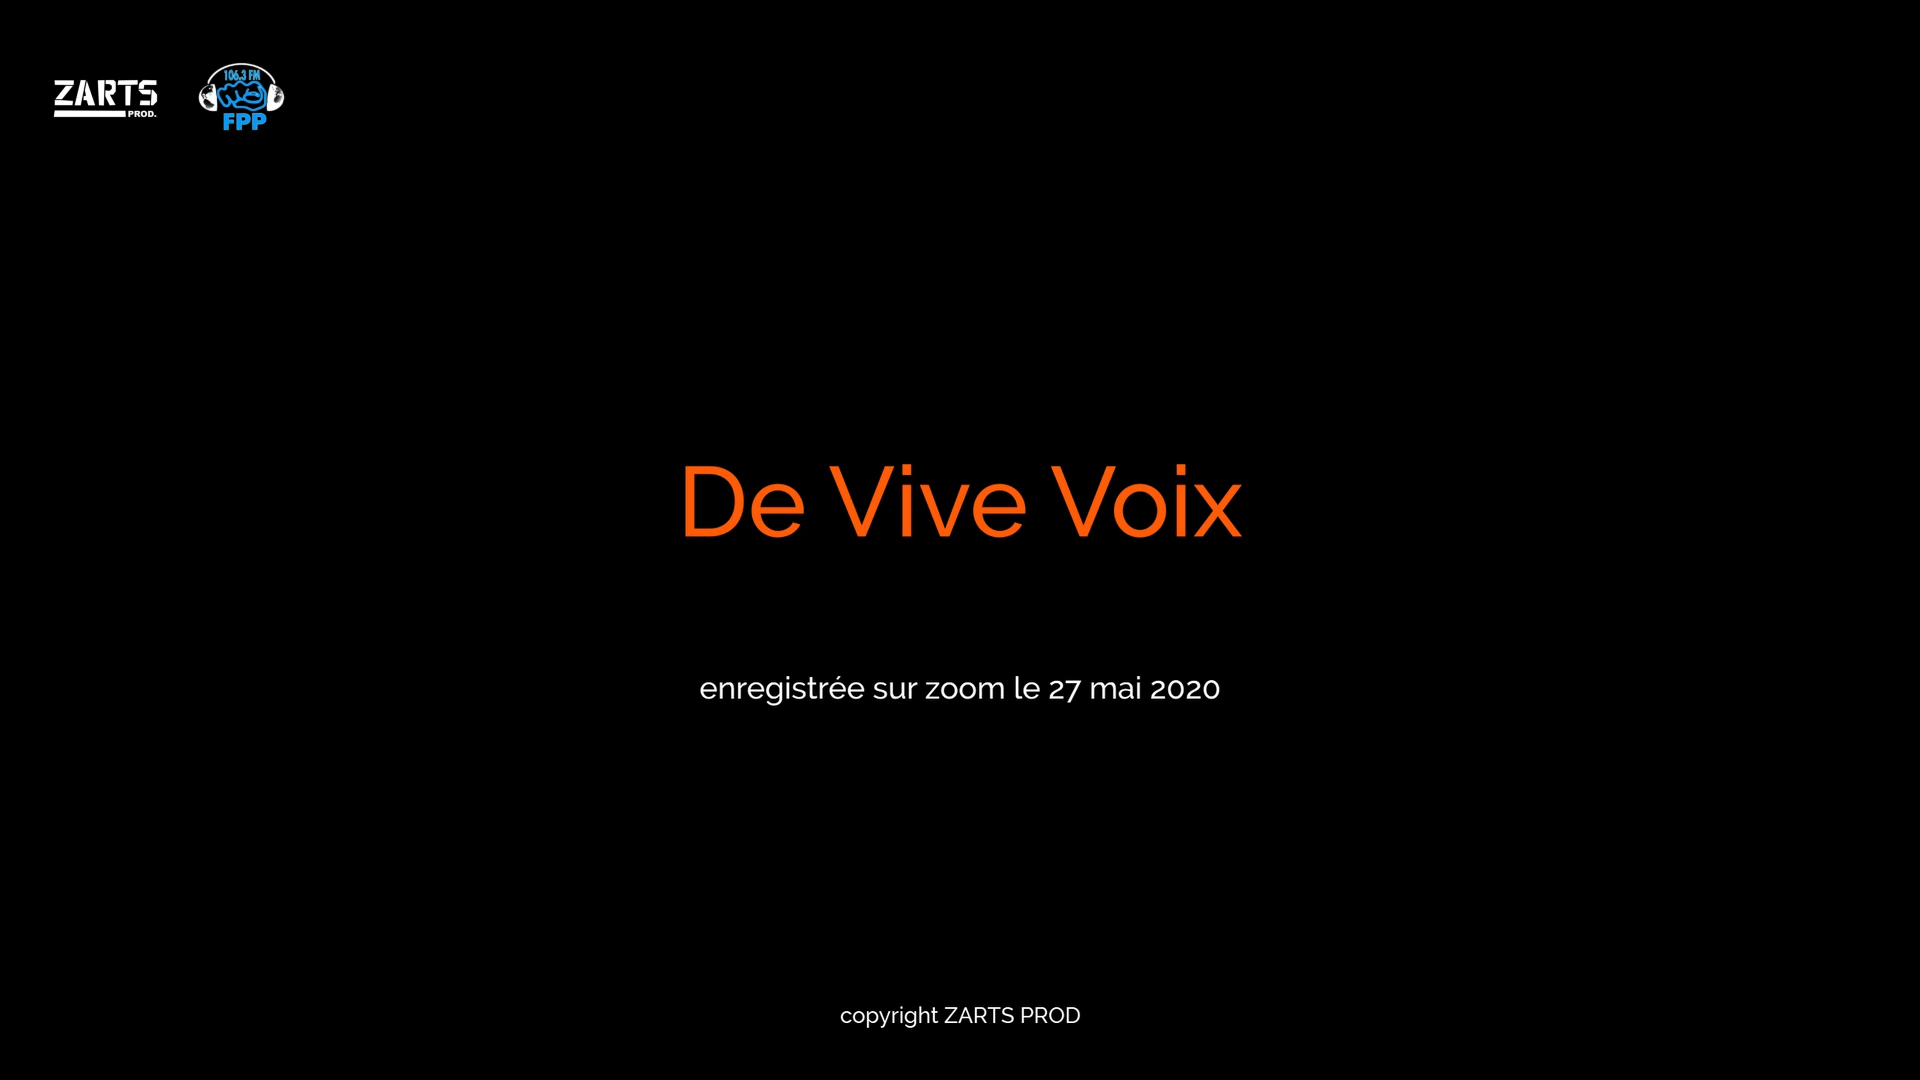 ZARTS
PROD.
106.3 FM
FPP
De Vive Voix
enregistrée sur zoom le 27 mai 2020
copyright ZARTS PROD